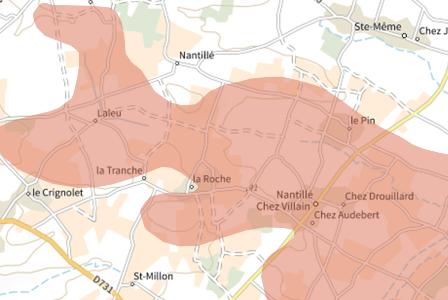 Ste-Même
Chez J
Nantillé
Laleu
le Pin
la Tranche
la Roche
le Crignolet
Nantillé
Chez Villain
Chez Drouillard
Chez Audebert
St-Millon
D731